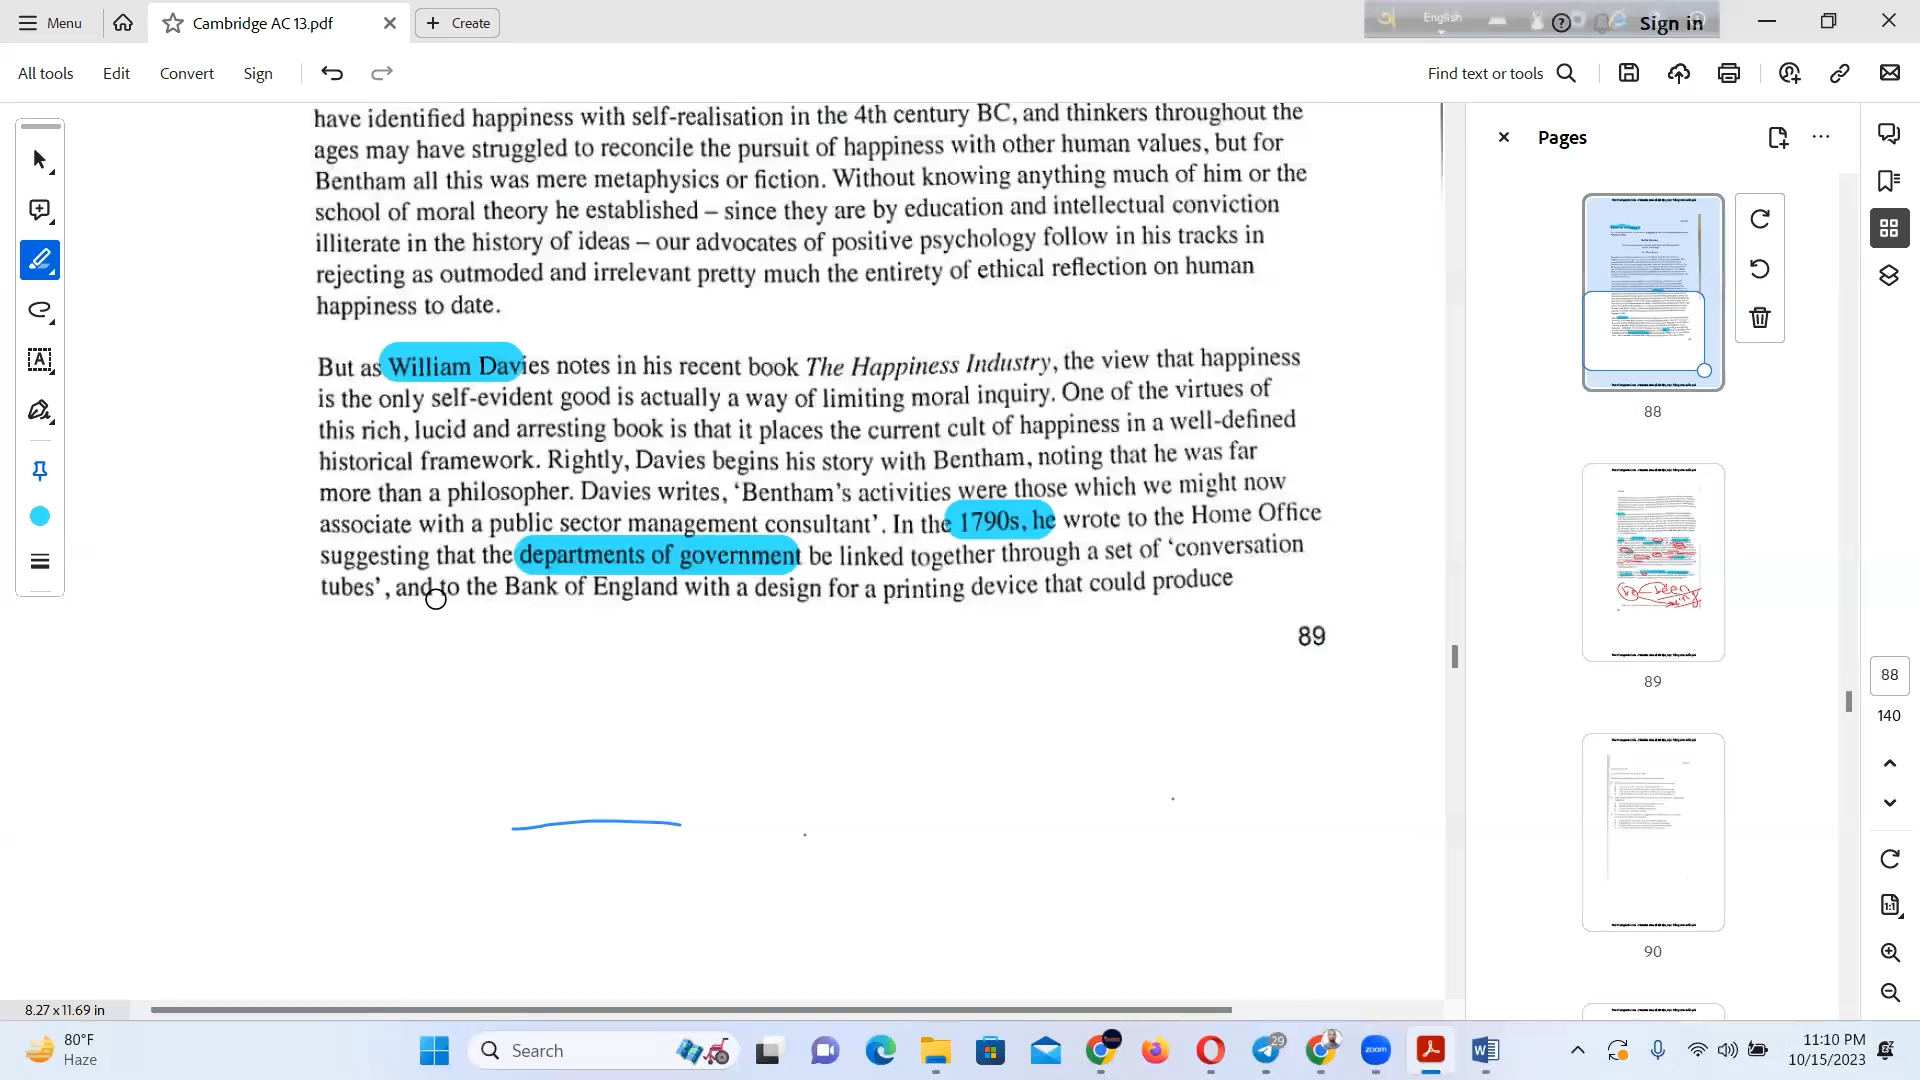 Menu
Cambridge AC 13.pdf
Create
English
Sign in
All tools
Edit
Convert
Sign
Find text or tools
have identified happiness with self-realisation in the 4th century BC, and thinkers throughout the
ages may have struggled to reconcile the pursuit of happiness with other human values, but for
Bentham all this was mere metaphysics or fiction. Without knowing anything much of him or the
school of moral theory he established – since they are by education and intellectual conviction
illiterate in the history of ideas – our advocates of positive psychology follow in his tracks in
rejecting as outmoded and irrelevant pretty much the entirety of ethical reflection on human
happiness to date.
But as William Davies notes in his recent book The Happiness Industry, the view that happiness
is the only self-evident good is actually a way of limiting moral inquiry. One of the virtues of
this rich, lucid and arresting book is that it places the current cult of happiness in a well-defined
historical framework. Rightly, Davies begins his story with Bentham, noting that he was far
more than a philosopher. Davies writes, ‘Bentham’s activities were those which we might now
associate with a public sector management consultant’. In the 1790s, he wrote to the Home Office
suggesting that the departments of government be linked together through a set of ‘conversation
tubes’, and to the Bank of England with a design for a printing device that could produce
89
Pages
88
89
90
88
140
8.27 x 11.69 in
80°F
Haze
Search
29
zoom
11:10 PM
10/15/2023